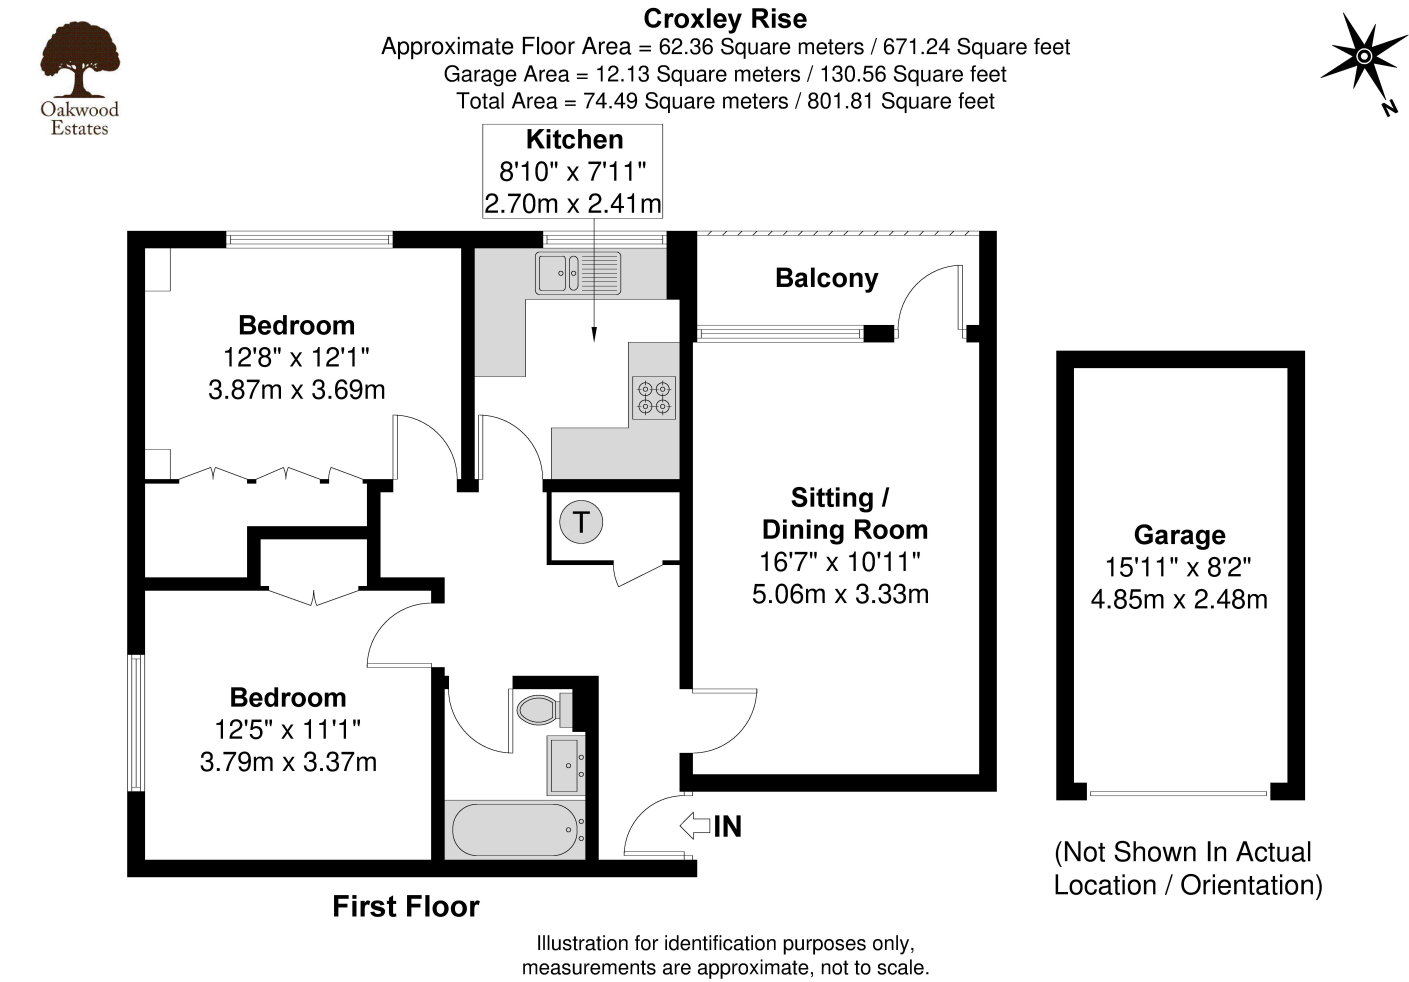 Croxley Rise
Approximate Floor Area = 62.36 Square meters / 671.24 Square feet
Garage Area = 12.13 Square meters / 130.56 Square feet
Total Area = 74.49 Square meters / 801.81 Square feet
Oakwood
Estates
N
Kitchen
8'10" x 7'11"
2.70m x 2.41m
Balcony
Bedroom
12'8" x 12'1"
3.87m x 3.69m
Sitting /
Dining Room
16'7" x 10'11"
5.06m x 3.33m
T
Garage
15'11" x 8'2"
4.85m x 2.48m
Bedroom
12'5" x 11'1"
3.79m x 3.37m
IN
(Not Shown In Actual
Location / Orientation)
First Floor
Illustration for identification purposes only,
measurements are approximate, not to scale.